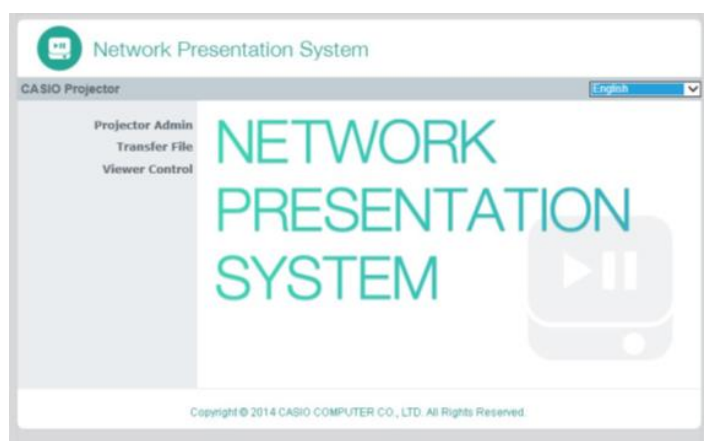 Network Presentation System
CASIO Projector
English
Projector Admin
Transfer File
Viewer Control
NETWORK
PRESENTATION
SYSTEM
Copyright © 2014 CASIO COMPUTER CO., LTD. All Rights Reserved.